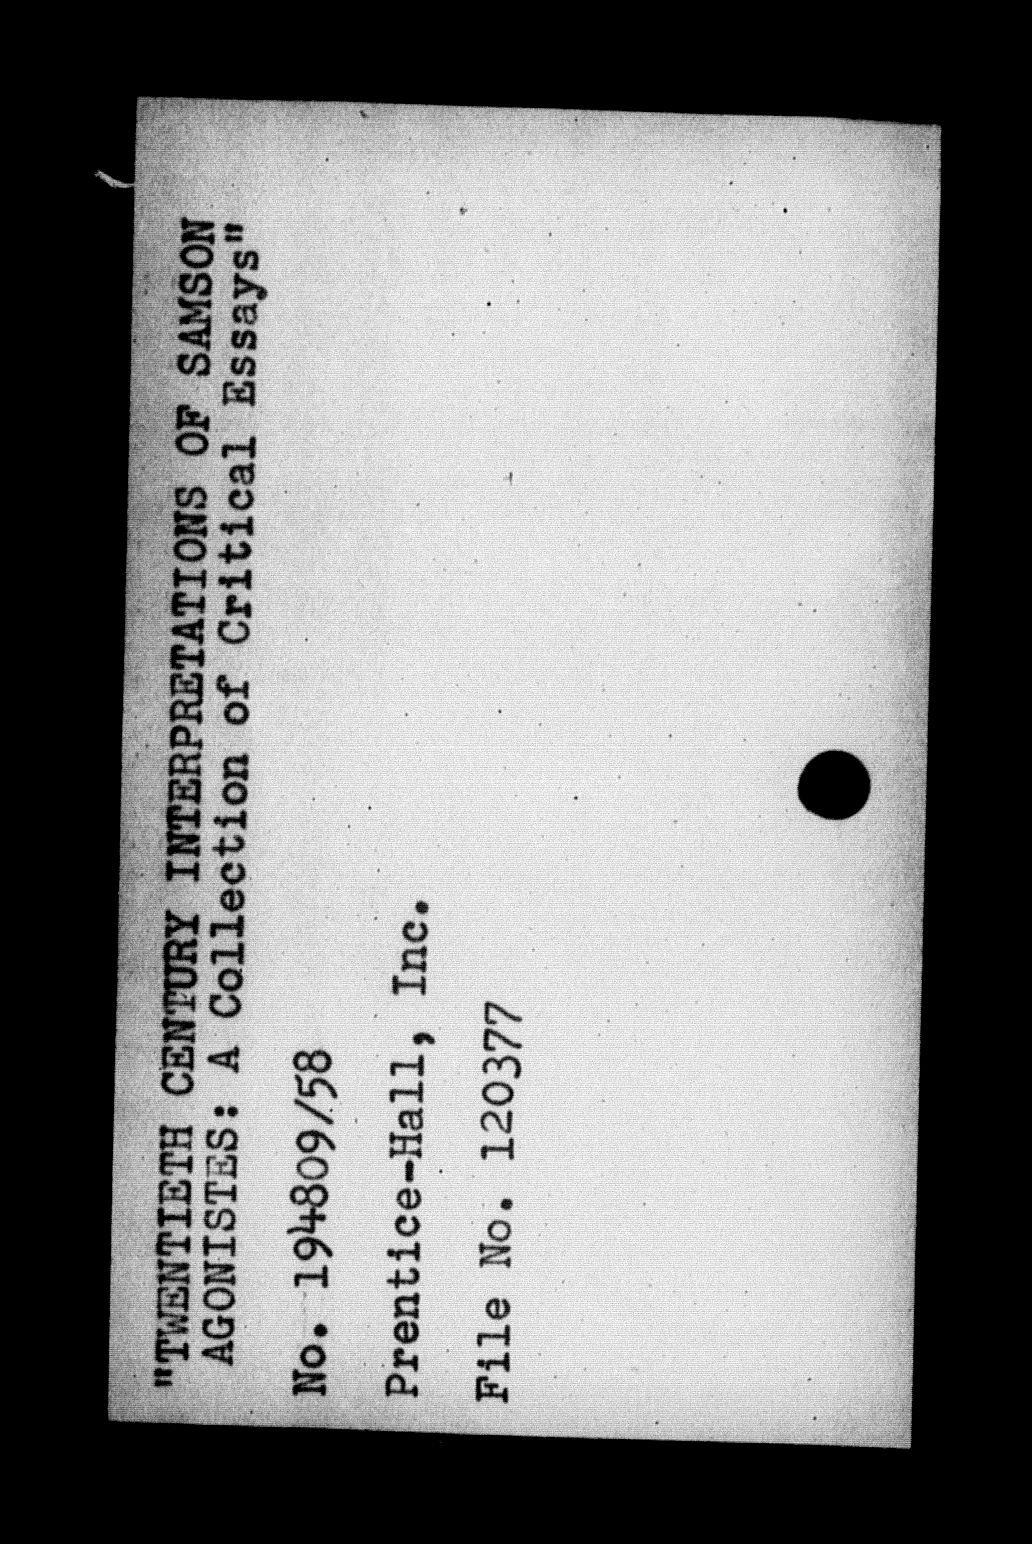 "TWENTIETH CENTURY INTERPRETATIONS OF SAMSON
AGONISTES: A Collection of Critical Essays"
No. 194809/58
Prentice-Hall, Inc.
File No. 120377